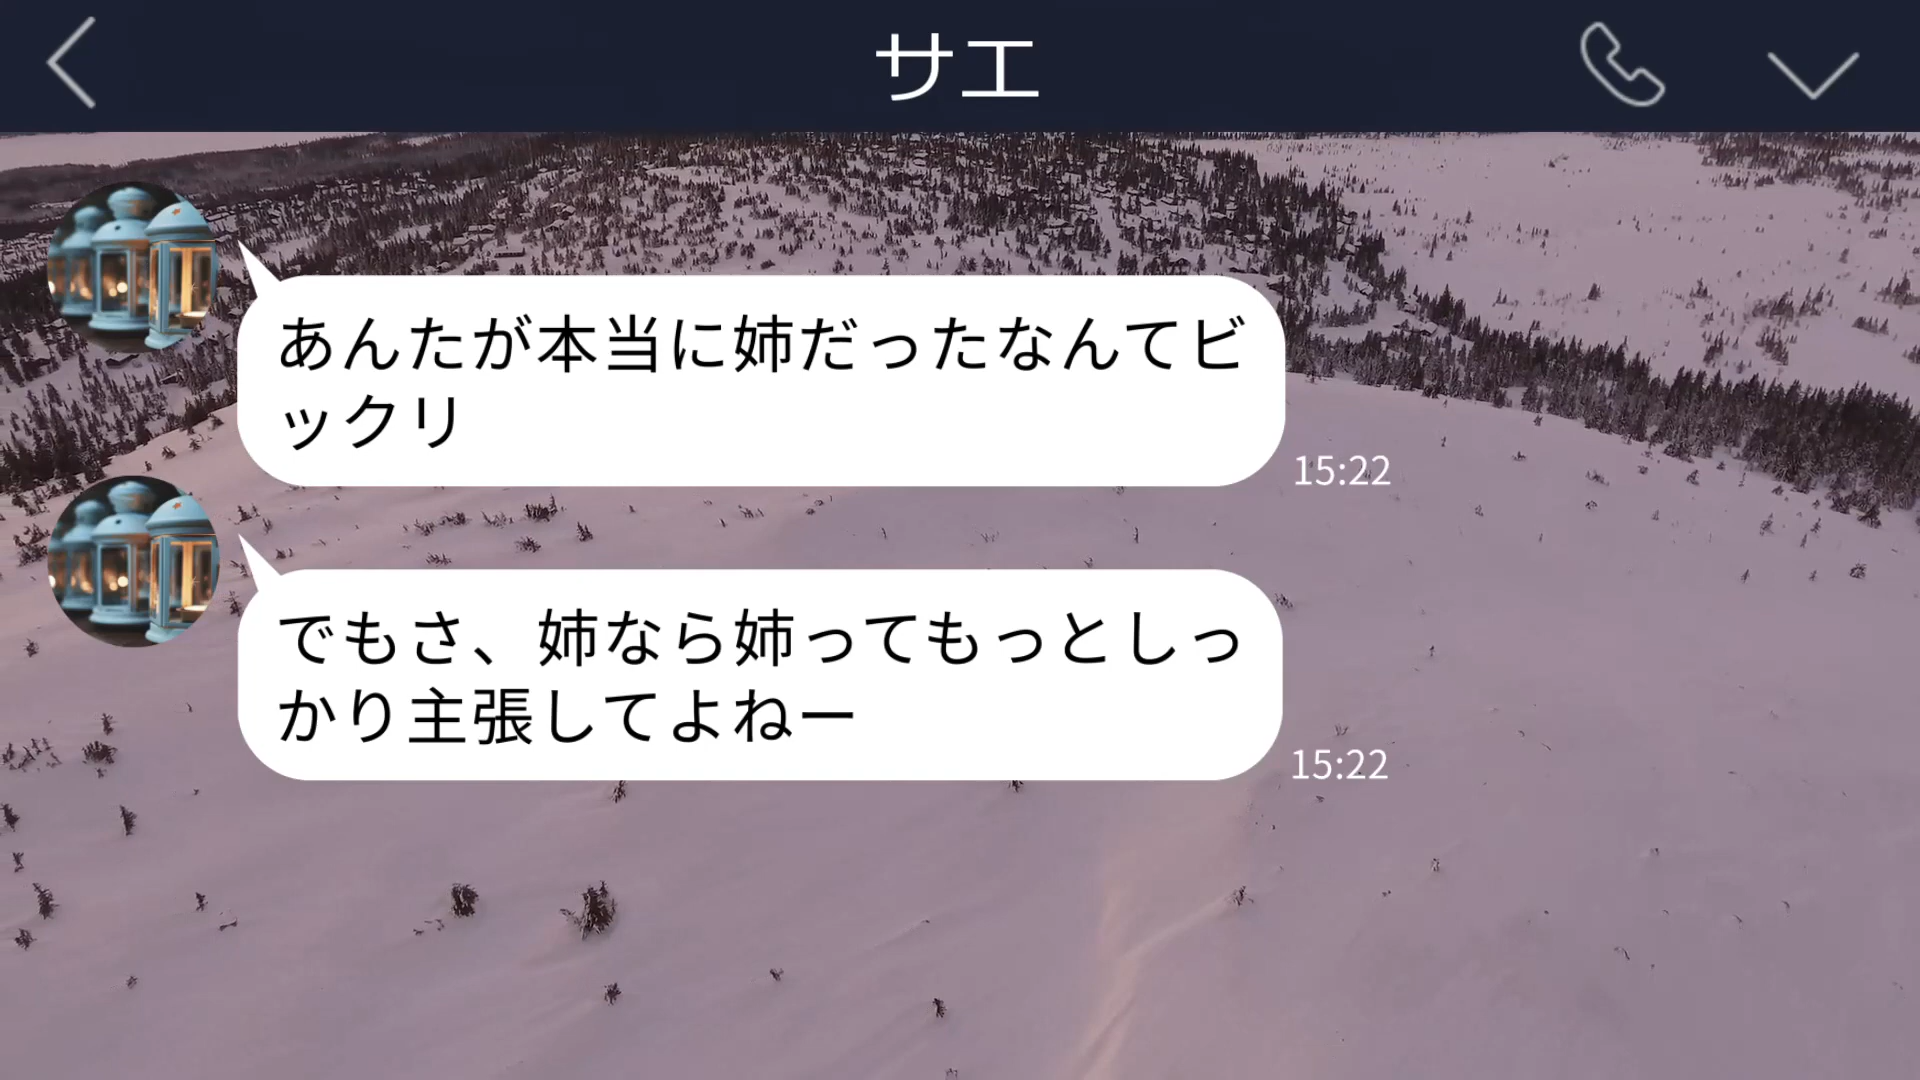 サエ
あんたが本当に姉だったなんてビ
ックリ
15:22
でもさ、姉なら姉ってもっとしっ
かり主張してよねー
15:22